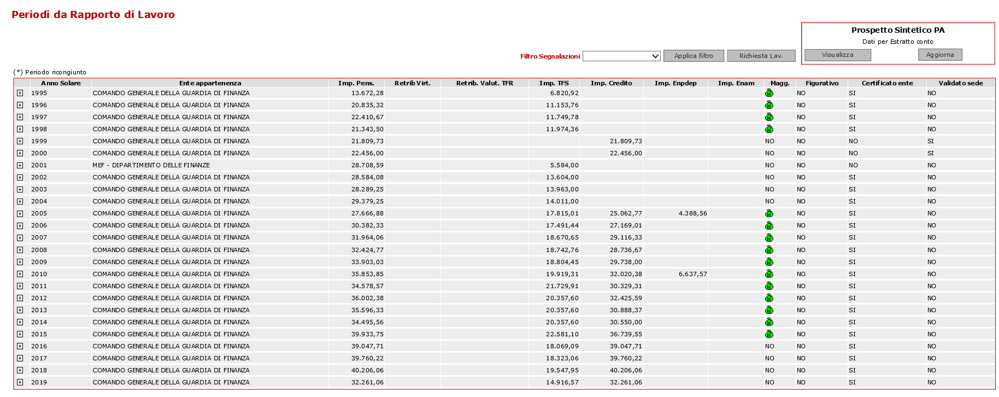 Periodi da Rapporto di Lavoro
Prospetto Sintetico PA
Dati per Estratto conto
Visualizza Aggiorna
Filtro Segnalazioni Applica filtro Richiesta Lav.
(*) Periodo ricongiunto
Anno Solare Ente appartenenza Imp. Pens. Retrib Virt. Retrib. Valut. TFR Imp. TFS Imp. Credito Imp. Enpdep Imp. Enam Magg. Figurativo Certificato ente Validato sede
1995 COMANDO GENERALE DELLA GUARDIA DI FINANZA 13.672,28 6.820,92 NO SI NO
1996 COMANDO GENERALE DELLA GUARDIA DI FINANZA 20.835,32 11.153,76 NO SI NO
1997 COMANDO GENERALE DELLA GUARDIA DI FINANZA 22.410,67 11.749,78 NO SI NO
1998 COMANDO GENERALE DELLA GUARDIA DI FINANZA 21.343,50 11.974,36 NO SI NO
1999 COMANDO GENERALE DELLA GUARDIA DI FINANZA 21.809,73 21.809,73 NO NO NO SI
2000 COMANDO GENERALE DELLA GUARDIA DI FINANZA 22.456,00 22.456,00 NO NO NO SI
2001 MEF - DIPARTIMENTO DELLE FINANZE 28.708,59 5.584,00 NO NO NO NO
2002 COMANDO GENERALE DELLA GUARDIA DI FINANZA 28.584,08 13.604,00 NO NO SI NO
2003 COMANDO GENERALE DELLA GUARDIA DI FINANZA 28.289,25 13.963,00 NO NO SI NO
2004 COMANDO GENERALE DELLA GUARDIA DI FINANZA 29.379,25 14.011,00 NO NO SI NO
2005 COMANDO GENERALE DELLA GUARDIA DI FINANZA 27.666,88 17.815,01 25.062,77 4.388,56 NO SI NO
2006 COMANDO GENERALE DELLA GUARDIA DI FINANZA 30.382,33 17.491,44 27.169,01 NO SI NO
2007 COMANDO GENERALE DELLA GUARDIA DI FINANZA 31.964,06 18.670,65 29.116,33 NO SI NO
2008 COMANDO GENERALE DELLA GUARDIA DI FINANZA 32.424,77 18.742,76 28.736,67 NO SI NO
2009 COMANDO GENERALE DELLA GUARDIA DI FINANZA 33.903,03 18.804,45 29.738,00 NO SI NO
2010 COMANDO GENERALE DELLA GUARDIA DI FINANZA 35.853,85 19.919,31 32.020,38 6.637,57 NO SI NO
2011 COMANDO GENERALE DELLA GUARDIA DI FINANZA 34.578,57 21.729,91 30.329,31 NO SI NO
2012 COMANDO GENERALE DELLA GUARDIA DI FINANZA 36.002,38 20.357,60 32.425,59 NO SI NO
2013 COMANDO GENERALE DELLA GUARDIA DI FINANZA 35.596,33 20.357,60 30.888,37 NO SI NO
2014 COMANDO GENERALE DELLA GUARDIA DI FINANZA 34.495,56 20.357,60 30.550,00 NO SI NO
2015 COMANDO GENERALE DELLA GUARDIA DI FINANZA 39.933,75 22.581,10 36.739,55 NO SI NO
2016 COMANDO GENERALE DELLA GUARDIA DI FINANZA 39.047,71 18.069,09 39.047,71 NO NO SI NO
2017 COMANDO GENERALE DELLA GUARDIA DI FINANZA 39.760,22 18.323,06 39.760,22 NO NO SI NO
2018 COMANDO GENERALE DELLA GUARDIA DI FINANZA 40.206,06 19.547,95 40.206,06 NO NO SI NO
2019 COMANDO GENERALE DELLA GUARDIA DI FINANZA 32.261,06 14.916,57 32.261,06 NO NO SI NO